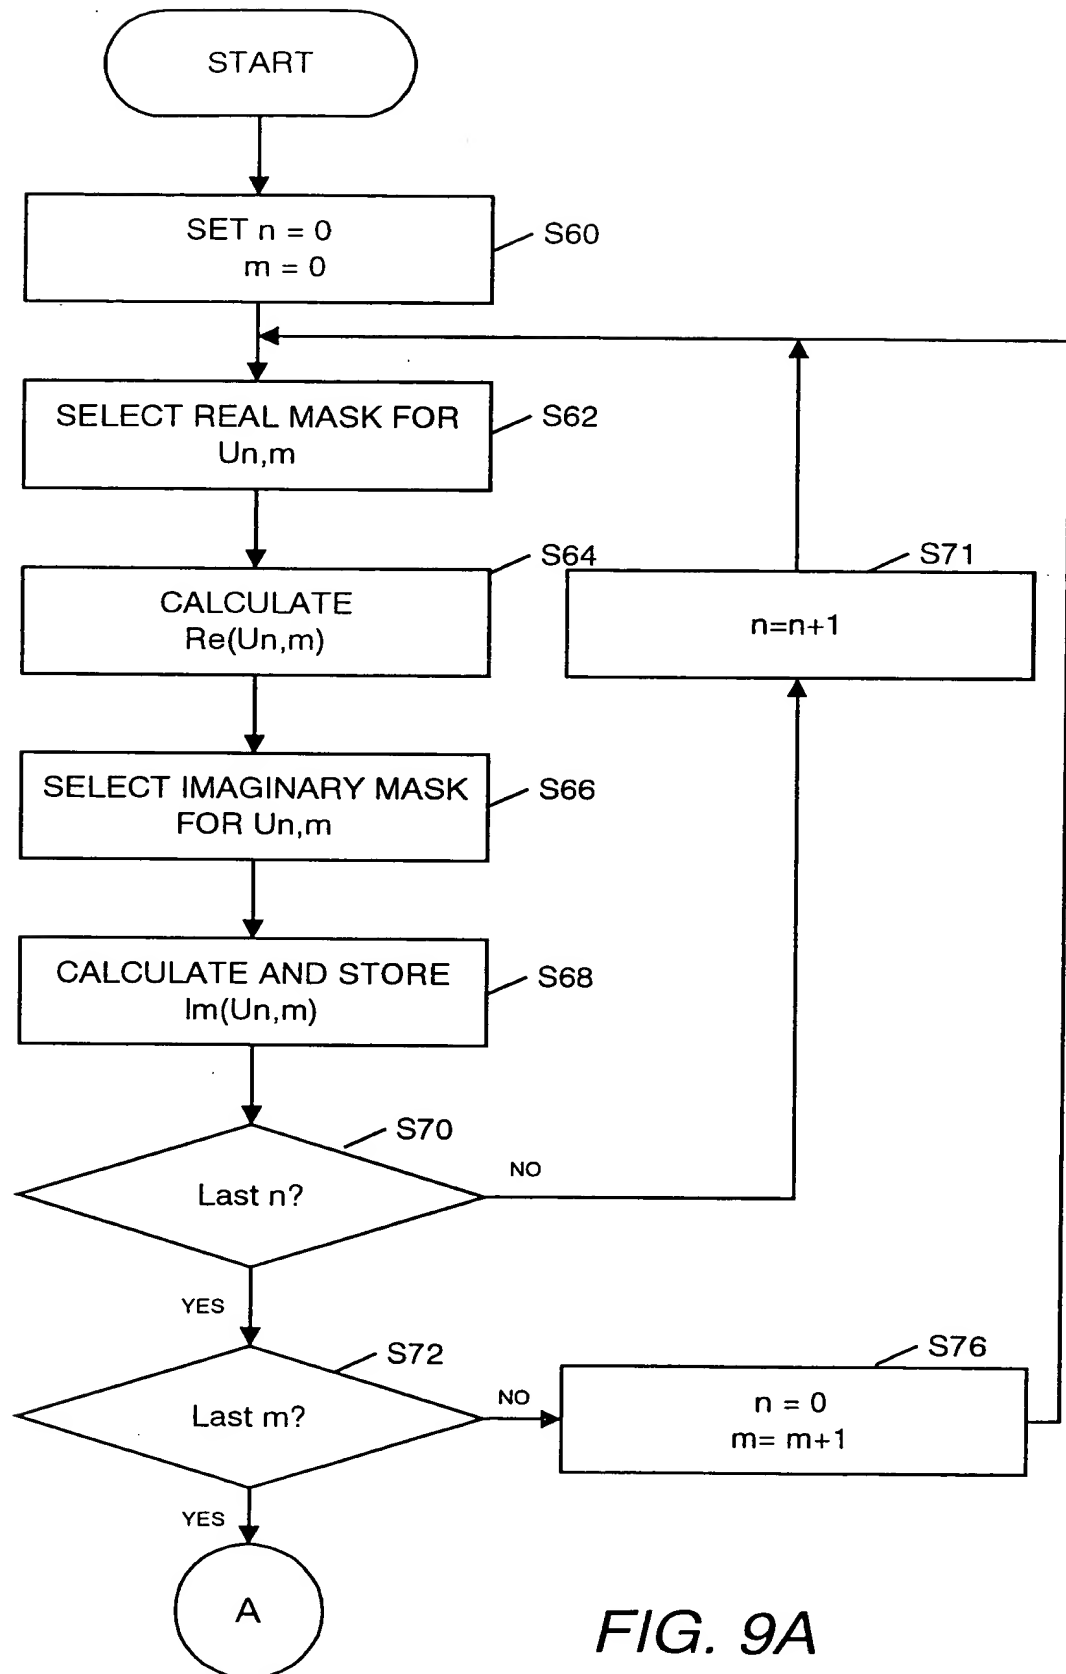 START
SET n = 0
m = 0
S60
SELECT REAL MASK FOR
Un,m
S62
CALCULATE
Re(Un,m)
S64
n=n+1
S71
SELECT IMAGINARY MASK
FOR Un,m
S66
CALCULATE AND STORE
Im(Un,m)
S68
Last n?
S70
NO
YES
Last m?
S72
NO
n = 0
m= m+1
S76
YES
A
FIG. 9A